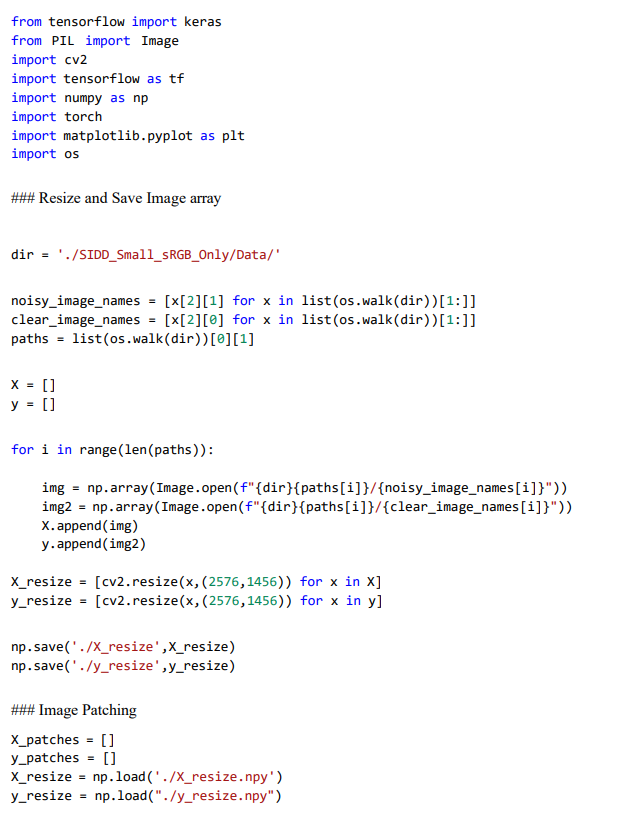 from tensorflow import keras
from PIL import Image
import cv2
import tensorflow as tf
import numpy as np
import torch
import matplotlib.pyplot as plt
import os
### Resize and Save Image array
dir = './SIDD_Small_sRGB_Only/Data/'
noisy_image_names = [x[2][1] for x in list(os.walk(dir))[1:]]
clear_image_names = [x[2][0] for x in list(os.walk(dir))[1:]]
paths = list(os.walk(dir))[0][1]
X = []
y = []
for i in range(len(paths)):
    img = np.array(Image.open(f"{dir}{paths[i]}/{noisy_image_names[i]}"))
    img2 = np.array(Image.open(f"{dir}{paths[i]}/{clear_image_names[i]}"))
    X.append(img)
    y.append(img2)
X_resize = [cv2.resize(x,(2576,1456)) for x in X]
y_resize = [cv2.resize(x,(2576,1456)) for x in y]
np.save('./X_resize',X_resize)
np.save('./y_resize',y_resize)
### Image Patching
X_patches = []
y_patches = []
X_resize = np.load('./X_resize.npy')
y_resize = np.load("./y_resize.npy")